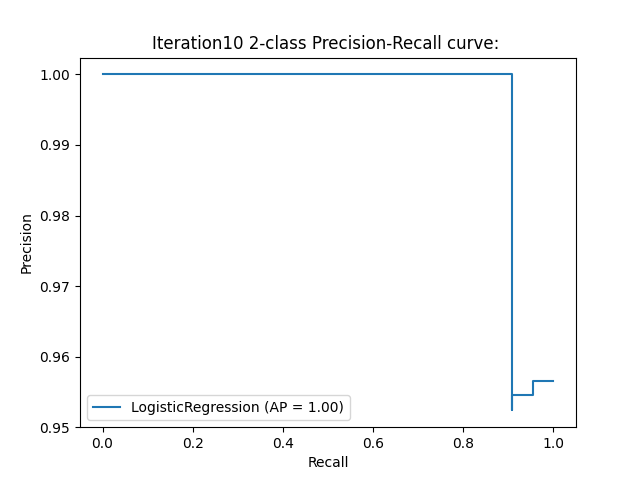 Iteration10 2-class Precision-Recall curve:
1.00
0.99
0.98
0.97
0.96
0.95
Precision
LogisticRegression (AP = 1.00)
0.0 0.2 0.4 0.6 0.8 1.0
Recall